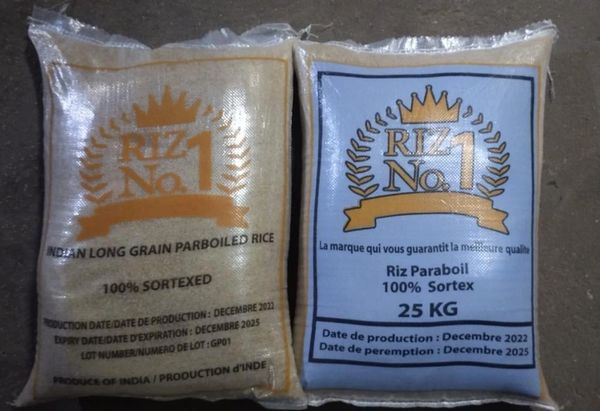 RIZ
No.1
INDIAN LONG GRAIN PARBOILED RICE
100% SORTEXED
PRODUCTION DATE/DATE DE PRODUCTION : DECEMBRE 2022
EXPIRY DATE/DATE D'EXPIRATION : DECEMBRE 2025
LOT NUMBER/NUMERO DE LOT : GP01
PRODUCE OF INDIA / PRODUCTION d'INDE
RIZ
No.1
La marque qui vous guarantit la meilleure qualite
Riz Paraboil
100% Sortex
25 KG
Date de production : Decembre 2022
Date de peremption : Decembre 2025